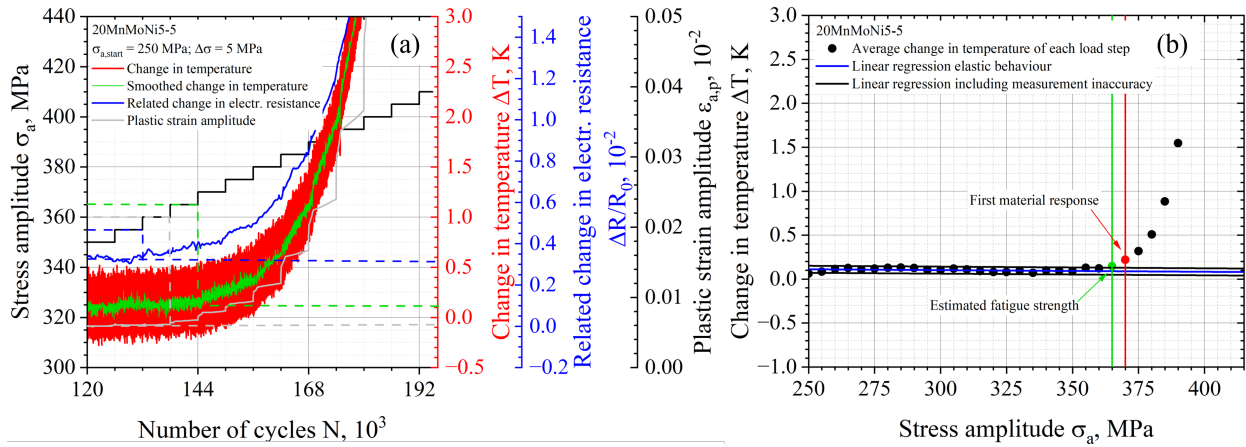 20MnMoNi5-5
σa,start = 250 MPa; Δσ = 5 MPa
Change in temperature
Smoothed change in temperature
Related change in electr. resistance
Plastic strain amplitude
(a)
Stress amplitude σa, MPa
440
420
400
380
360
340
320
300
120
144
168
192
Number of cycles N, 10³
3.0
2.5
2.0
1.5
1.0
0.5
0.0
−0.5
−1.0
Change in temperature ΔT, K
1.4
1.2
1.0
0.8
0.6
0.4
0.2
0.0
−0.2
Related change in electr. resistance
ΔR/R0, 10⁻²
0.05
0.04
0.03
0.02
0.01
0.00
Plastic strain amplitude εa,p, 10⁻²
20MnMoNi5-5
Average change in temperature of each load step
Linear regression elastic behaviour
Linear regression including measurement inaccuracy
(b)
Change in temperature ΔT, K
3.0
2.5
2.0
1.5
1.0
0.5
0.0
−0.5
−1.0
First material response
Estimated fatigue strength
250
275
300
325
350
375
400
Stress amplitude σa, MPa